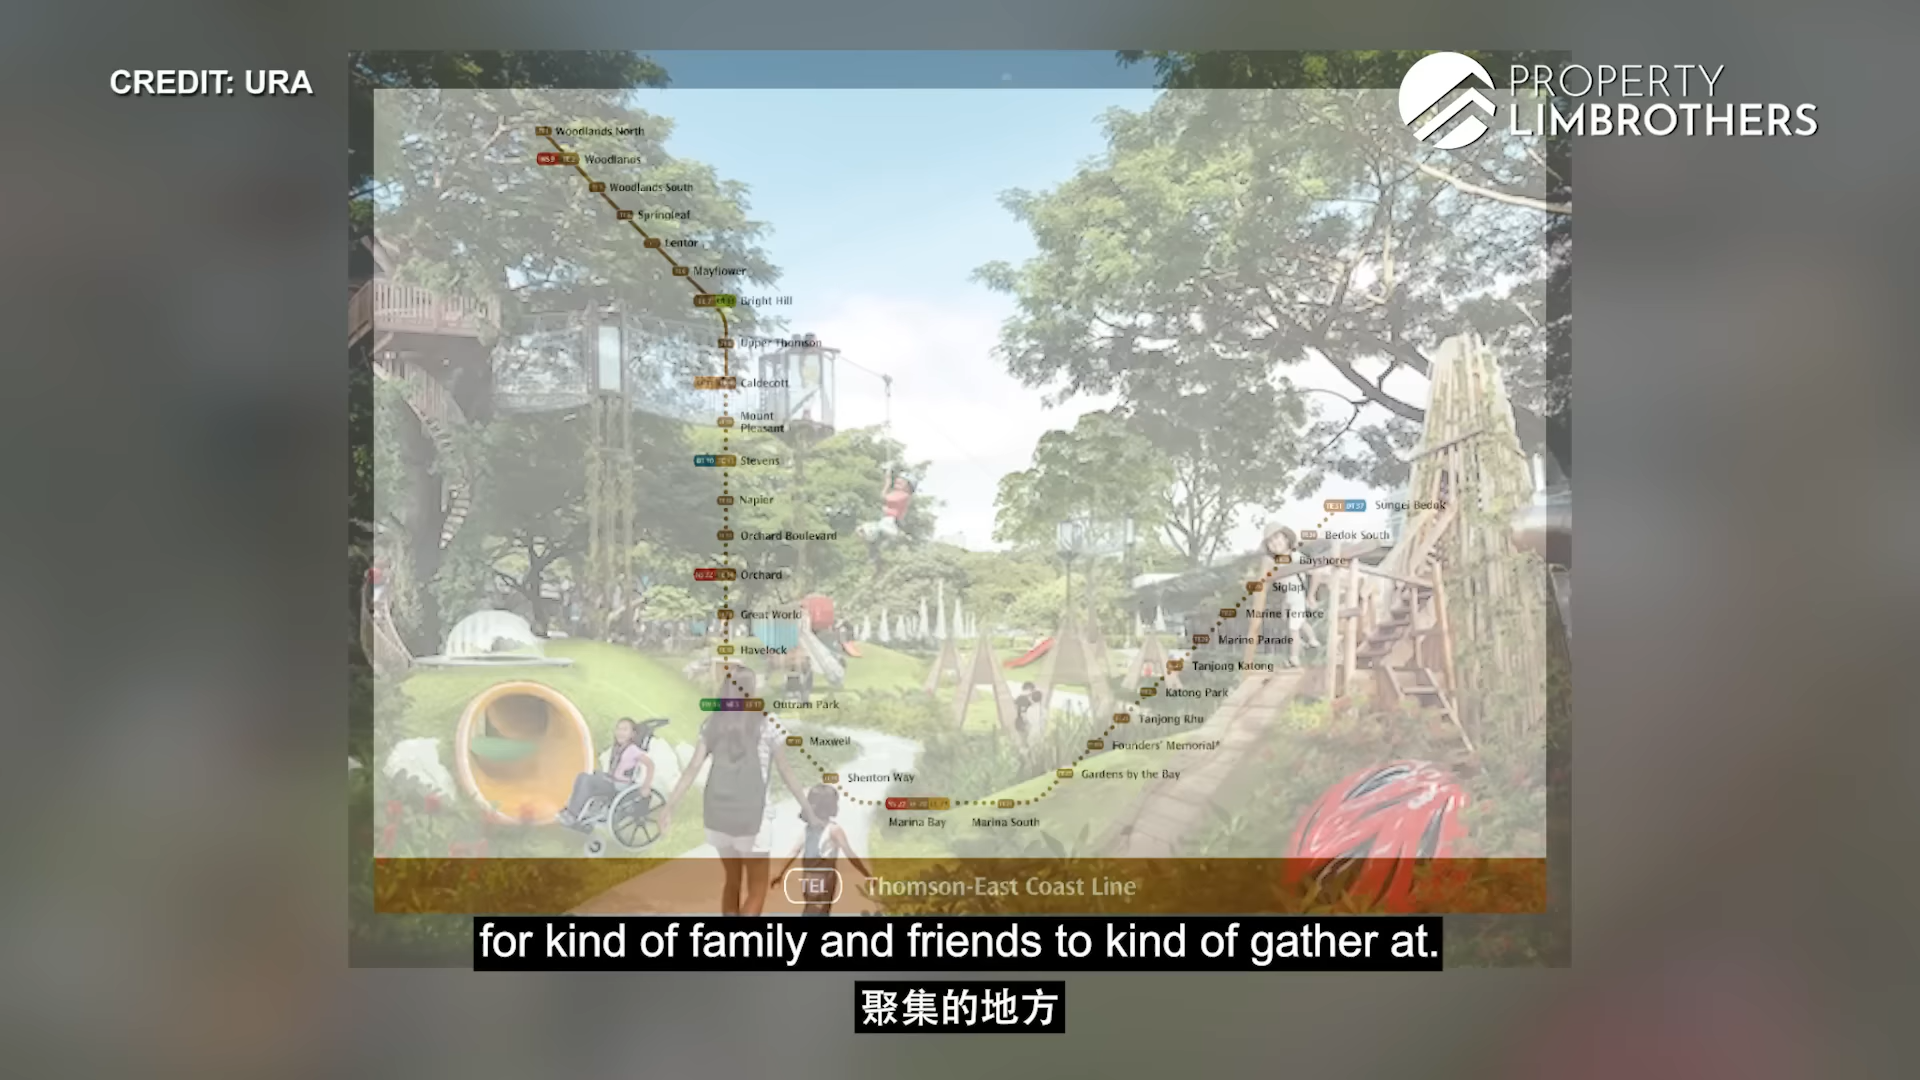 CREDIT: URA
PROPERTY
LIMBROTHERS
Woodlands North
Woodlands
Woodlands South
Springleaf
Lentor
Mayflower
Bright Hill
Upper Thomson
Caldecott
Mount
Pleasant
Stevens
Napier
Orchard Boulevard
Orchard
Great World
Havelock
Outram Park
Maxwell
Shenton Way
Marina Bay
Marina South
Gardens by the Bay
Founders' Memorial*
Tanjong Rhu
Katong Park
Tanjong Katong
Marine Parade
Marine Terrace
Siglap
Bayshore
Bedok South
Sungei Bedok
TEL Thomson-East Coast Line
for kind of family and friends to kind of gather at.
聚集的地方